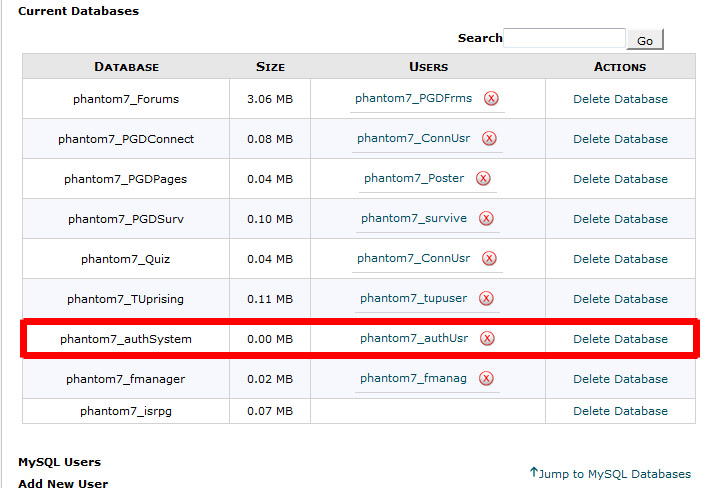 Current Databases
Search Go
DATABASE SIZE USERS ACTIONS
phantom7_Forums 3.06 MB phantom7_PGDFrms X Delete Database
phantom7_PGDConnect 0.08 MB phantom7_ConnUsr X Delete Database
phantom7_PGDPages 0.04 MB phantom7_Poster X Delete Database
phantom7_PGDSurv 0.10 MB phantom7_survive X Delete Database
phantom7_Quiz 0.04 MB phantom7_ConnUsr X Delete Database
phantom7_TUprising 0.11 MB phantom7_tupuser X Delete Database
phantom7_authSystem 0.00 MB phantom7_authUsr X Delete Database
phantom7_fmanager 0.02 MB phantom7_fmanag X Delete Database
phantom7_isrpg 0.07 MB Delete Database
MySQL Users
Jump to MySQL Databases
Add New User